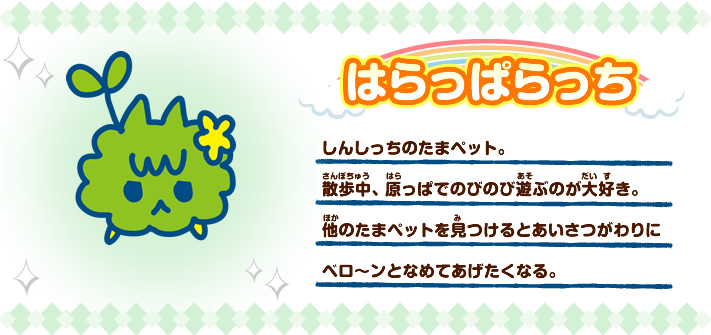 はらっぱらっち
しんしっちのたまペット。
散歩中、原っぱでのびのび遊ぶのが大好き。
他のたまペットを見つけるとあいさつがわりに
ベロ〜ンとなめてあげたくなる。